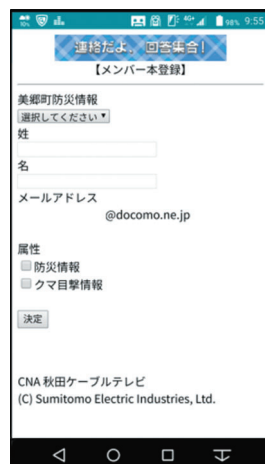 98% 9:55
連絡だよ、回答集合!
【メンバー本登録】
美郷町防災情報
選択してください
姓
名
メールアドレス
@docomo.ne.jp
属性
防災情報
クマ目撃情報
決定
CNA 秋田ケーブルテレビ
(C) Sumitomo Electric Industries, Ltd.